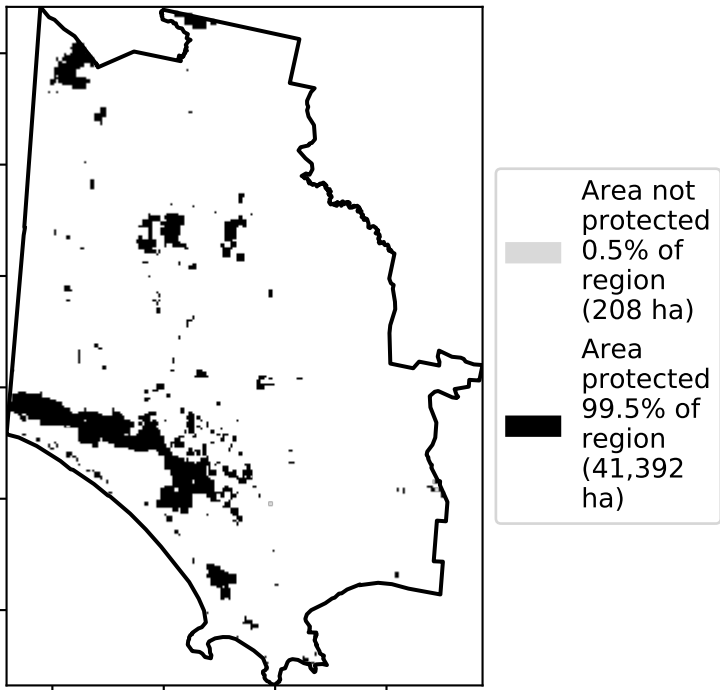 Area not
protected
0.5% of
region
(208 ha)
Area
protected
99.5% of
region
(41,392
ha)